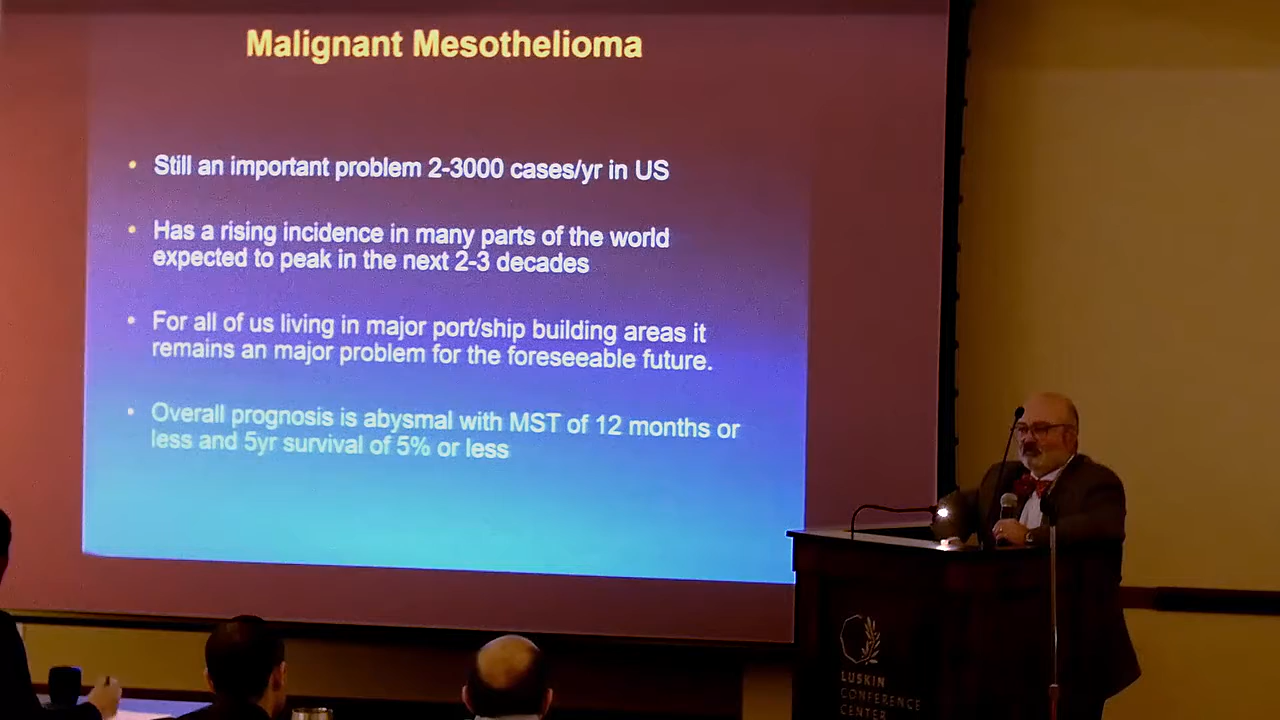 Malignant Mesothelioma
• Still an important problem 2-3000 cases/yr in US
• Has a rising incidence in many parts of the world
expected to peak in the next 2-3 decades
• For all of us living in major port/ship building areas it
remains an major problem for the foreseeable future.
• Overall prognosis is abysmal with MST of 12 months or
less and 5yr survival of 5% or less
LUSKIN
CONFERENCE
CENTER